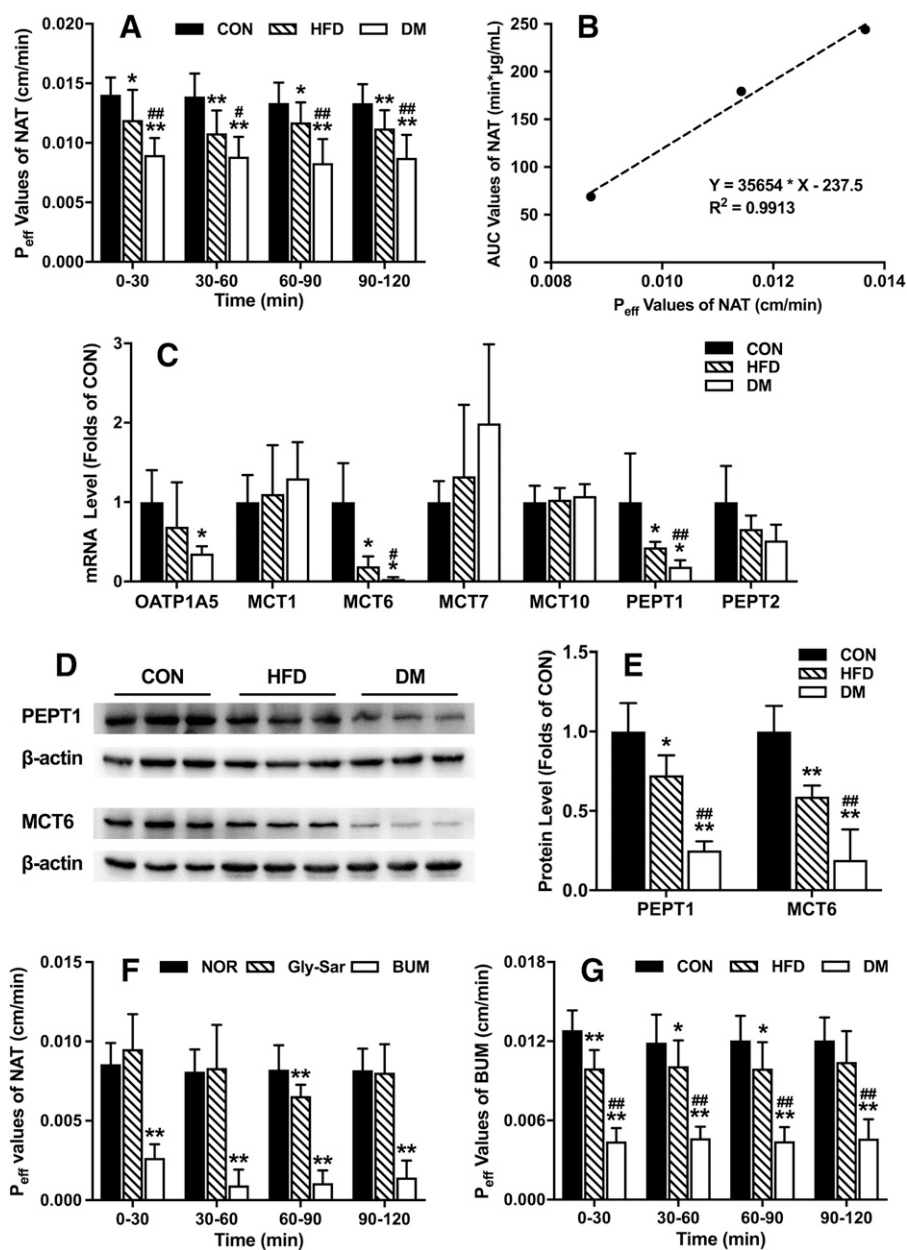 A
CON HFD DM
P_eff Values of NAT (cm/min)
0.020
0.015
0.010
0.005
0.000
*
##
**
**
#
**
*
##
**
**
##
**
0-30 30-60 60-90 90-120
Time (min)
B
AUC Values of NAT
(min*µg/mL)
250
200
150
100
50
0
Y = 35654 * X - 237.5
R² = 0.9913
0.008 0.010 0.012 0.014
P_eff Values of NAT (cm/min)
C
CON
HFD
DM
mRNA Level (Folds of CON)
3
2
1
0
*
*
#
*
*
##
*
OATP1A5 MCT1 MCT6 MCT7 MCT10 PEPT1 PEPT2
D
CON HFD DM
PEPT1
β-actin
MCT6
β-actin
E
CON
HFD
DM
Protein Level (Folds of CON)
1.5
1.0
0.5
0.0
*
##
**
**
##
**
PEPT1 MCT6
F
NOR Gly-Sar BUM
P_eff values of NAT (cm/min)
0.015
0.010
0.005
0.000
**
**
**
**
**
0-30 30-60 60-90 90-120
Time (min)
G
CON HFD DM
P_eff Values of BUM (cm/min)
0.018
0.012
0.006
0.000
**
##
**
*
##
**
*
##
**
##
**
0-30 30-60 60-90 90-120
Time (min)